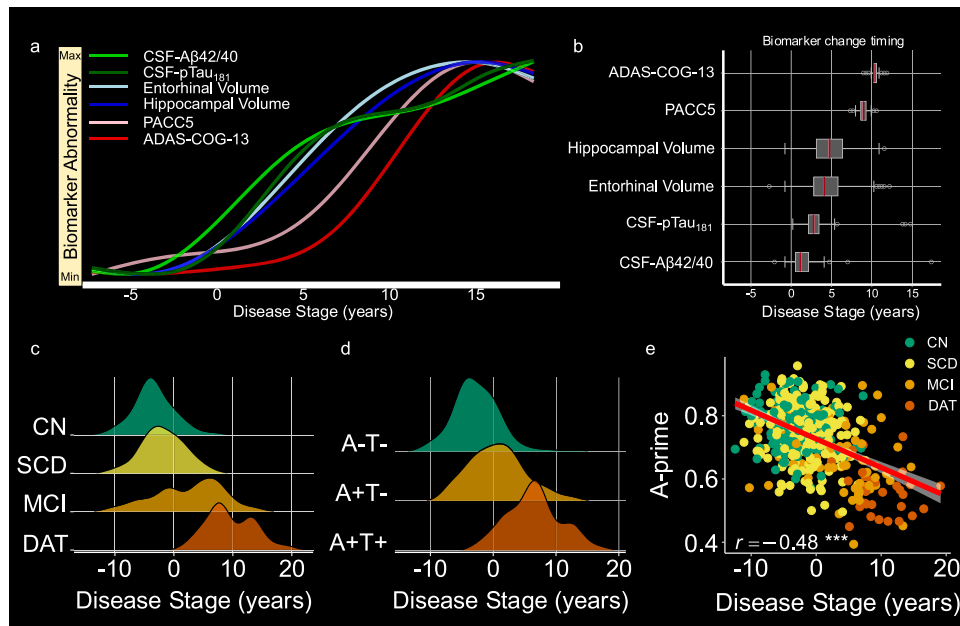 a
Max
Biomarker Abnormality
Min
CSF-Aβ42/40
CSF-pTau₁₈₁
Entorhinal Volume
Hippocampal Volume
PACC5
ADAS-COG-13
-5 0 5 10 15
Disease Stage (years)
b
Biomarker change timing
ADAS-COG-13
PACC5
Hippocampal Volume
Entorhinal Volume
CSF-pTau₁₈₁
CSF-Aβ42/40
-5 0 5 10 15
Disease Stage (years)
c
CN
SCD
MCI
DAT
-10 0 10 20
Disease Stage (years)
d
A-T-
A+T-
A+T+
-10 0 10 20
Disease Stage (years)
e
CN
SCD
MCI
DAT
A-prime
0.8
0.6
0.4
r = −0.48 ***
-10 0 10 20
Disease Stage (years)